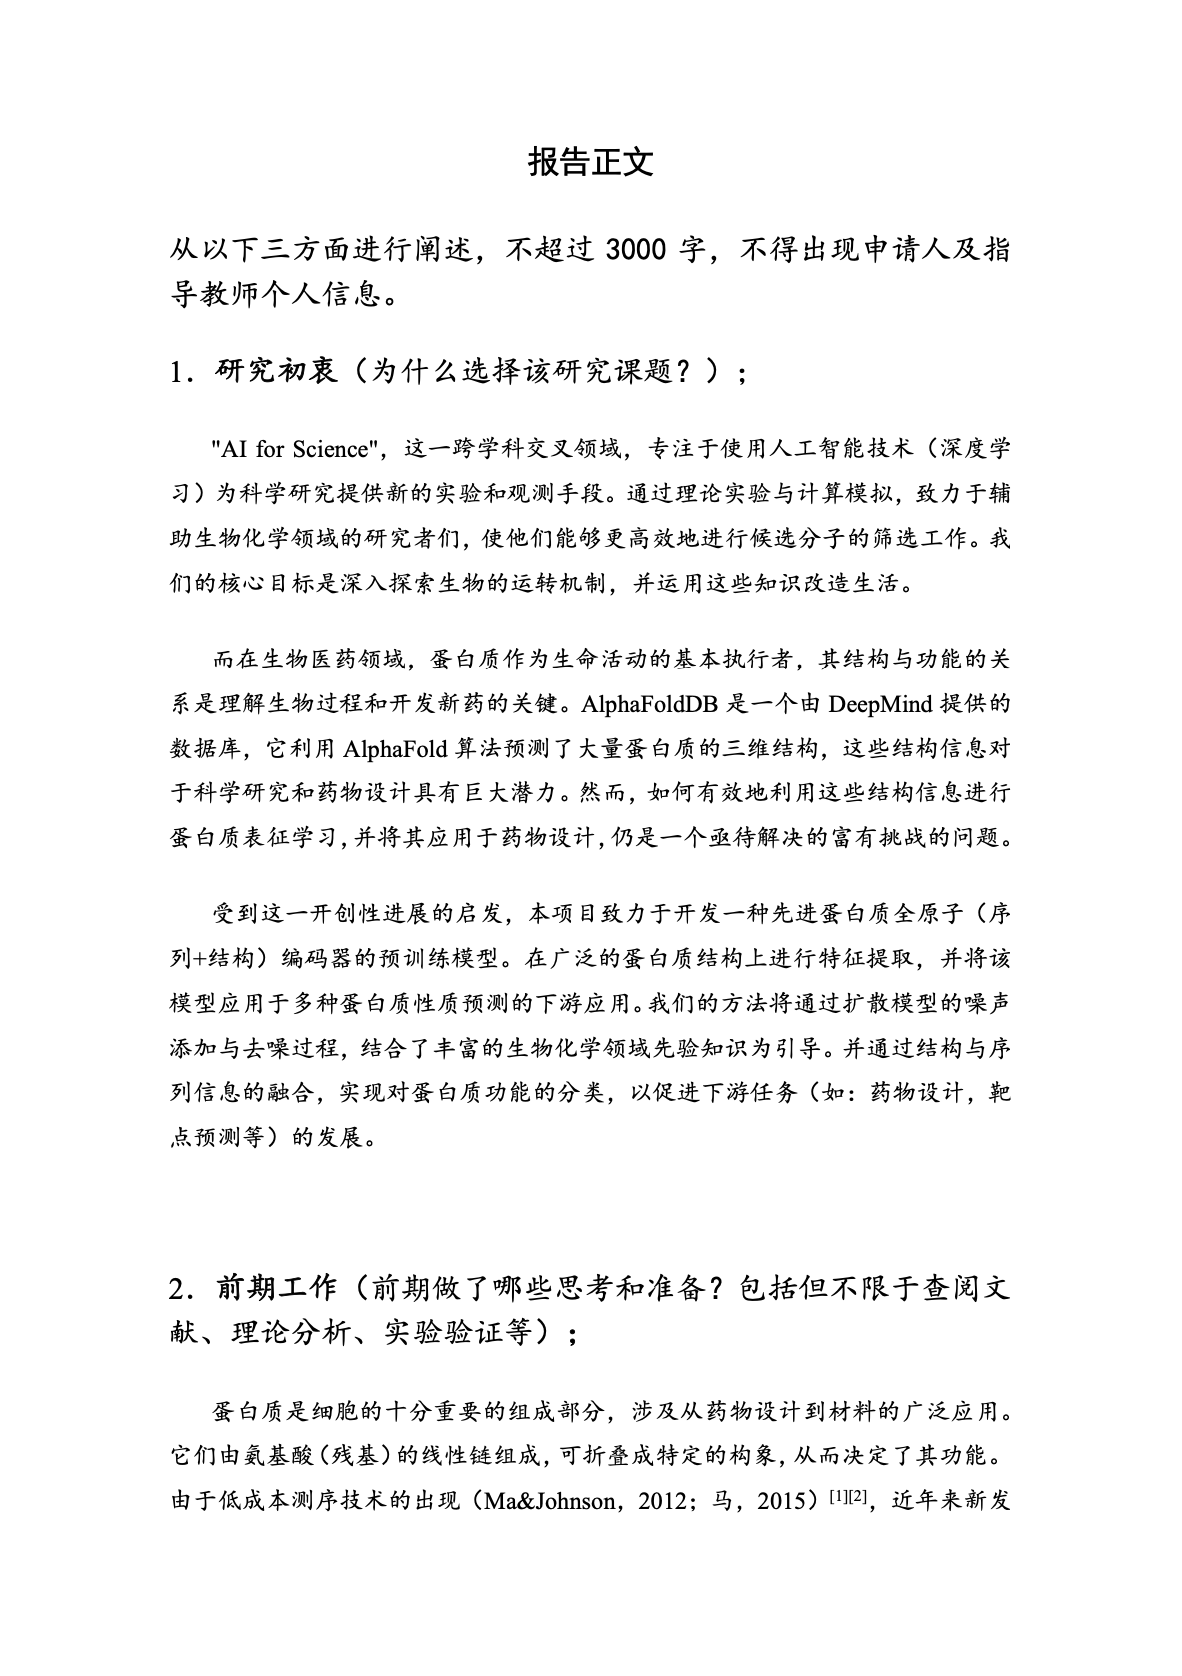 报告正文
从以下三方面进行阐述，不超过 3000 字，不得出现申请人及指
导教师个人信息。
1．研究初衷（为什么选择该研究课题？）；
"AI for Science"，这一跨学科交叉领域，专注于使用人工智能技术（深度学
习）为科学研究提供新的实验和观测手段。通过理论实验与计算模拟，致力于辅
助生物化学领域的研究者们，使他们能够更高效地进行候选分子的筛选工作。我
们的核心目标是深入探索生物的运转机制，并运用这些知识改造生活。
而在生物医药领域，蛋白质作为生命活动的基本执行者，其结构与功能的关
系是理解生物过程和开发新药的关键。AlphaFoldDB 是一个由 DeepMind 提供的
数据库，它利用 AlphaFold 算法预测了大量蛋白质的三维结构，这些结构信息对
于科学研究和药物设计具有巨大潜力。然而，如何有效地利用这些结构信息进行
蛋白质表征学习，并将其应用于药物设计，仍是一个亟待解决的富有挑战的问题。
受到这一开创性进展的启发，本项目致力于开发一种先进蛋白质全原子（序
列+结构）编码器的预训练模型。在广泛的蛋白质结构上进行特征提取，并将该
模型应用于多种蛋白质性质预测的下游应用。我们的方法将通过扩散模型的噪声
添加与去噪过程，结合了丰富的生物化学领域先验知识为引导。并通过结构与序
列信息的融合，实现对蛋白质功能的分类，以促进下游任务（如：药物设计，靶
点预测等）的发展。
2．前期工作（前期做了哪些思考和准备？包括但不限于查阅文
献、理论分析、实验验证等）；
蛋白质是细胞的十分重要的组成部分，涉及从药物设计到材料的广泛应用。
它们由氨基酸（残基）的线性链组成，可折叠成特定的构象，从而决定了其功能。
由于低成本测序技术的出现（Ma&Johnson，2012；马，2015）[1][2]，近年来新发